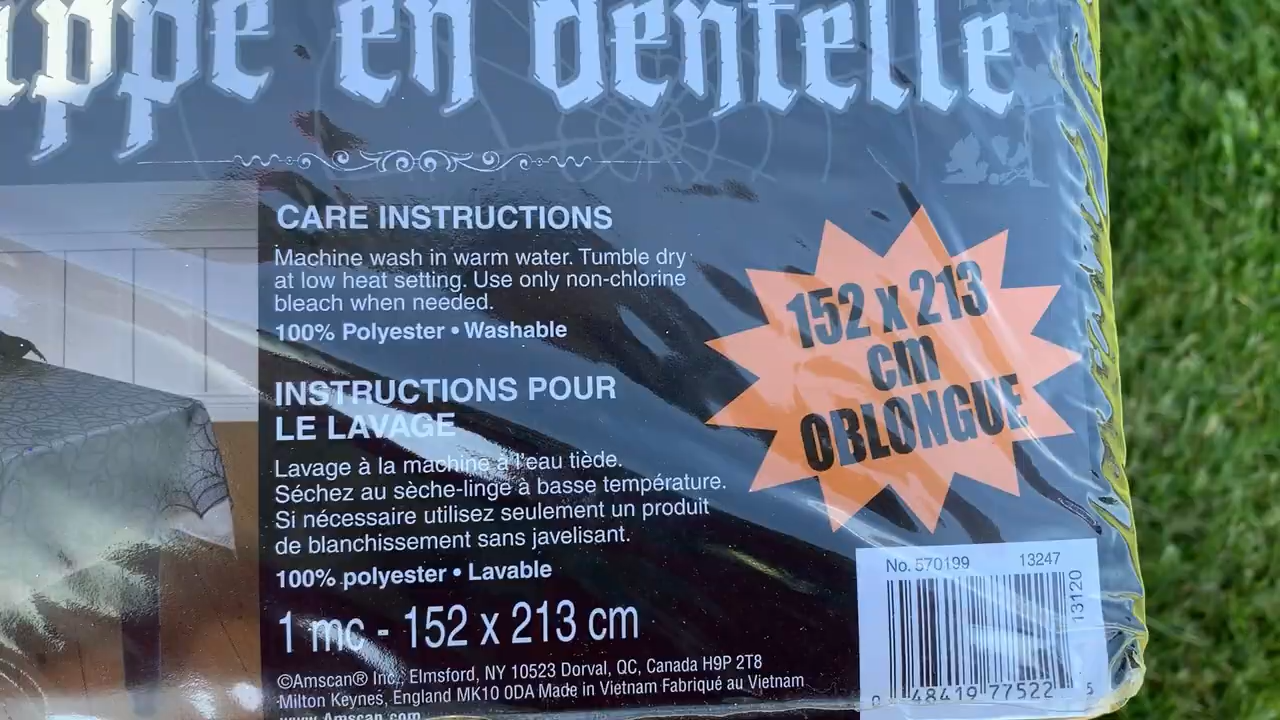 en dentelle
CARE INSTRUCTIONS
Machine wash in warm water. Tumble dry
at low heat setting. Use only non-chlorine
bleach when needed.
100% Polyester • Washable
INSTRUCTIONS POUR
LE LAVAGE
Lavage à la machine à l'eau tiède.
Séchez au sèche-linge à basse température.
Si nécessaire utilisez seulement un produit
de blanchissement sans javelisant.
100% polyester • Lavable
1 mc - 152 x 213 cm
©Amscan® Inc., Elmsford, NY 10523 Dorval, QC, Canada H9P 2T8
Milton Keynes, England MK10 0DA Made in Vietnam Fabriqué au Vietnam
www.Amscan.com
152 x 213
cm
OBLONGUE
No. 570199 13247
13120
0 48419 77522 5